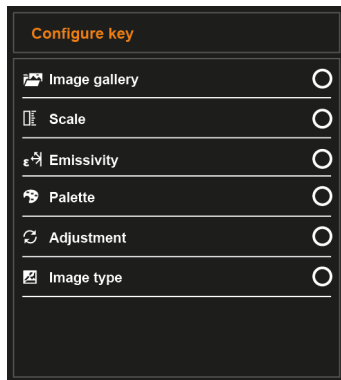 Configure key
Image gallery
Scale
ε Emissivity
Palette
Adjustment
Image type